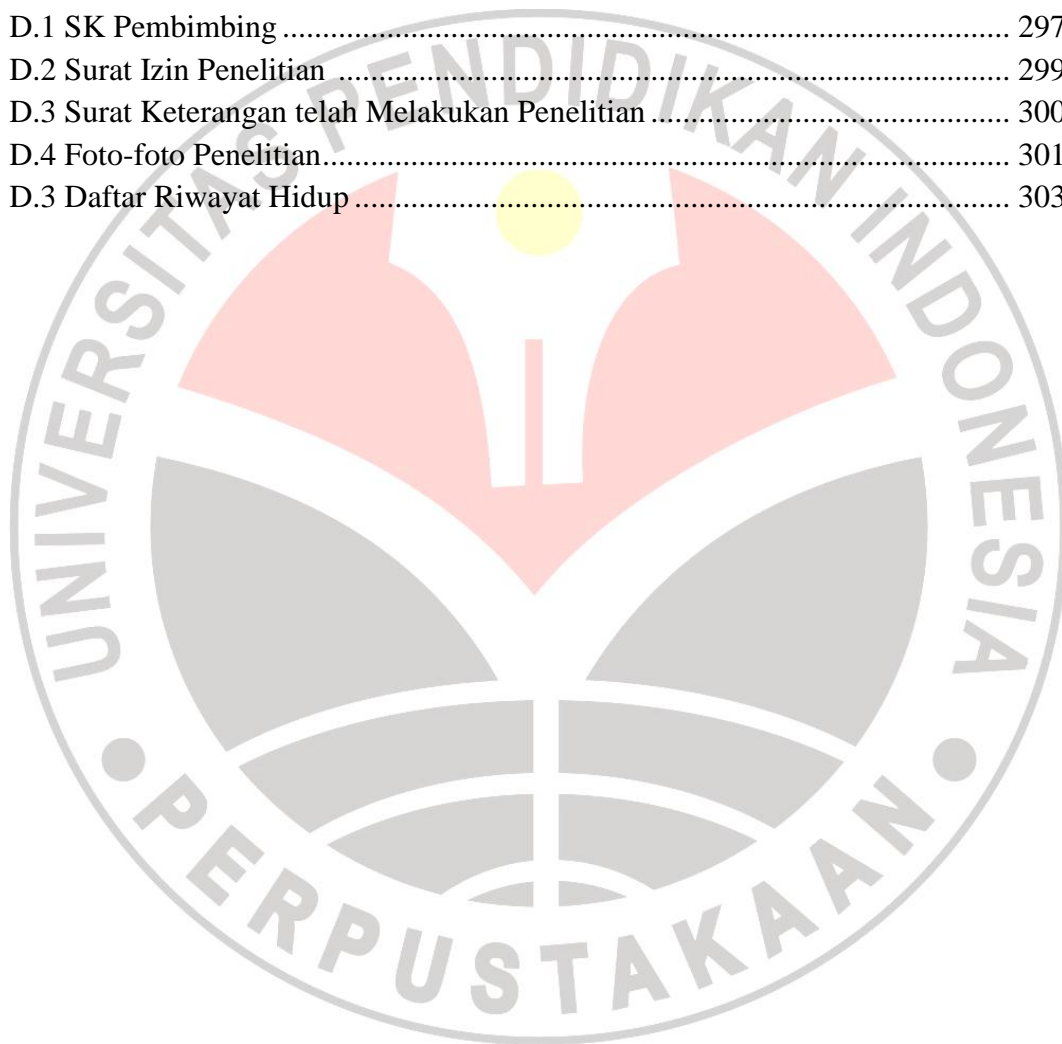 D.1 SK Pembimbing ........................................................................................ 297
D.2 Surat Izin Penelitian ................................................................................. 299
D.3 Surat Keterangan telah Melakukan Penelitian ........................................... 300
D.4 Foto-foto Penelitian................................................................................... 301
D.3 Daftar Riwayat Hidup ............................................................................... 303
UNIVERSITAS PENDIDIKAN INDONESIA
PERPUSTAKAAN